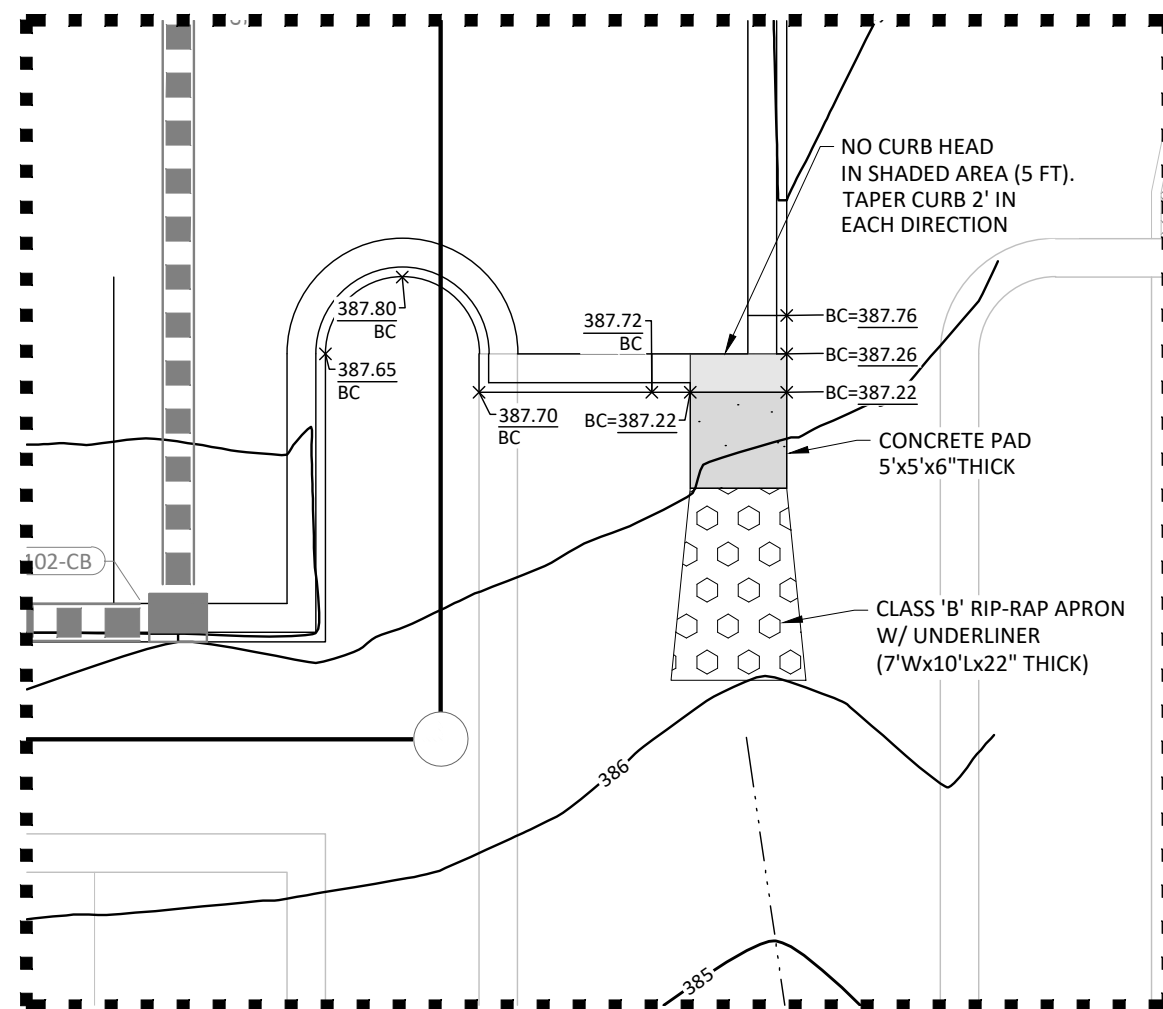 NO CURB HEAD
IN SHADED AREA (5 FT).
TAPER CURB 2' IN
EACH DIRECTION
387.80
BC
387.72
BC
BC=387.76
387.65
BC
BC=387.26
387.70
BC
BC=387.22
BC=387.22
CONCRETE PAD
5'x5'x6"THICK
102-CB
CLASS 'B' RIP-RAP APRON
W/ UNDERLINER
(7'Wx10'Lx22" THICK)
386
385